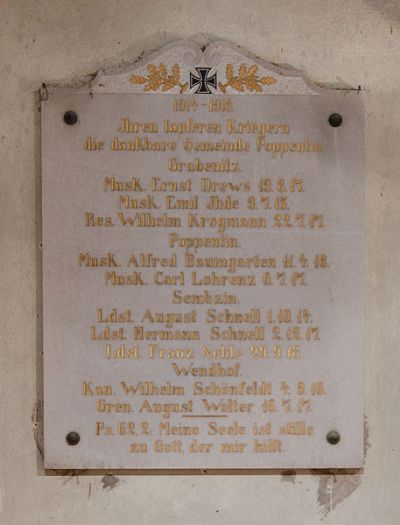 1914-1918.
Ihren tapferen Kriegern
die dankbare Gemeinde Poppentin
Grabenitz.
Musk. Ernst Drews 19. 8. 17.
Musk. Emil Ihde 9. 7. 15.
Res. Wilhelm Krogmann 22. 7. 17.
Poppentin.
Musk. Alfred Baumgarten 11. 4. 18.
Musk. Carl Lohrenz 6. 7. 17.
Sembzin.
Ldst. August Schnell 1. 10. 14.
Ldst. Hermann Schnell 2. 12. 17.
Ldst. Franz 29. 9. 16.
Wendhof.
Kan. Wilhelm Schönfeldt 4. 9. 16.
Gren. August Wolter 16. 7. 17.
Ps. 62, 2: Meine Seele ist stille
zu Gott, der mir hilft.